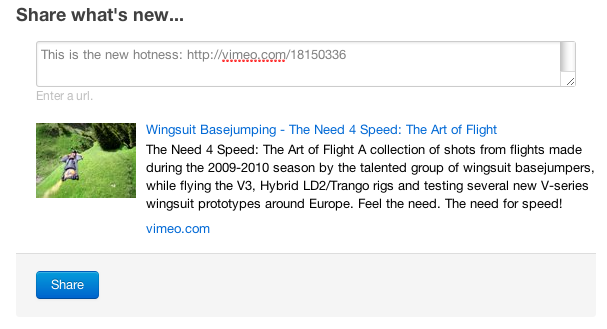 Share what's new...
This is the new hotness: http://vimeo.com/18150336
Enter a url.
Wingsuit Basejumping - The Need 4 Speed: The Art of Flight
The Need 4 Speed: The Art of Flight A collection of shots from flights made
during the 2009-2010 season by the talented group of wingsuit basejumpers,
while flying the V3, Hybrid LD2/Trango rigs and testing several new V-series
wingsuit prototypes around Europe. Feel the need. The need for speed!
vimeo.com
Share